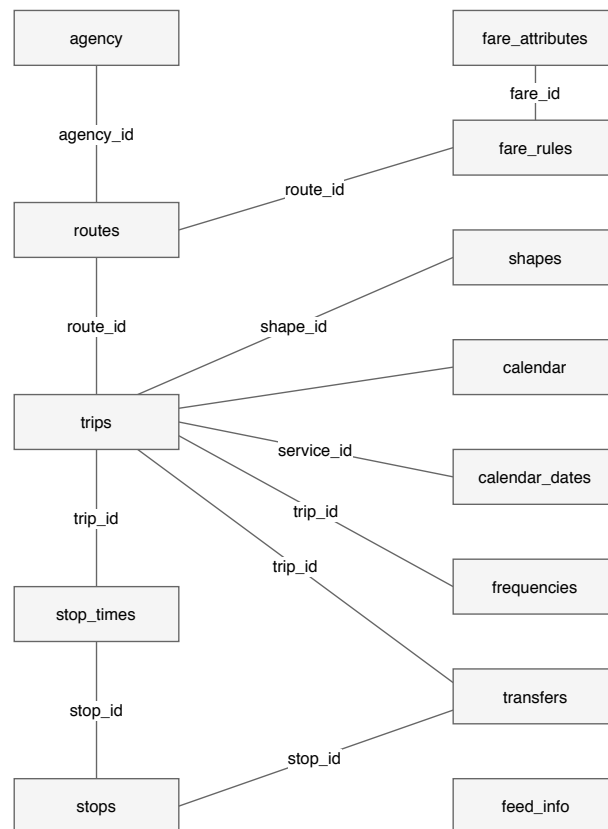 agency
fare_attributes
fare_id
agency_id
fare_rules
route_id
routes
shapes
route_id
shape_id
calendar
trips
service_id
calendar_dates
trip_id
trip_id
trip_id
frequencies
stop_times
transfers
stop_id
stop_id
stops
feed_info